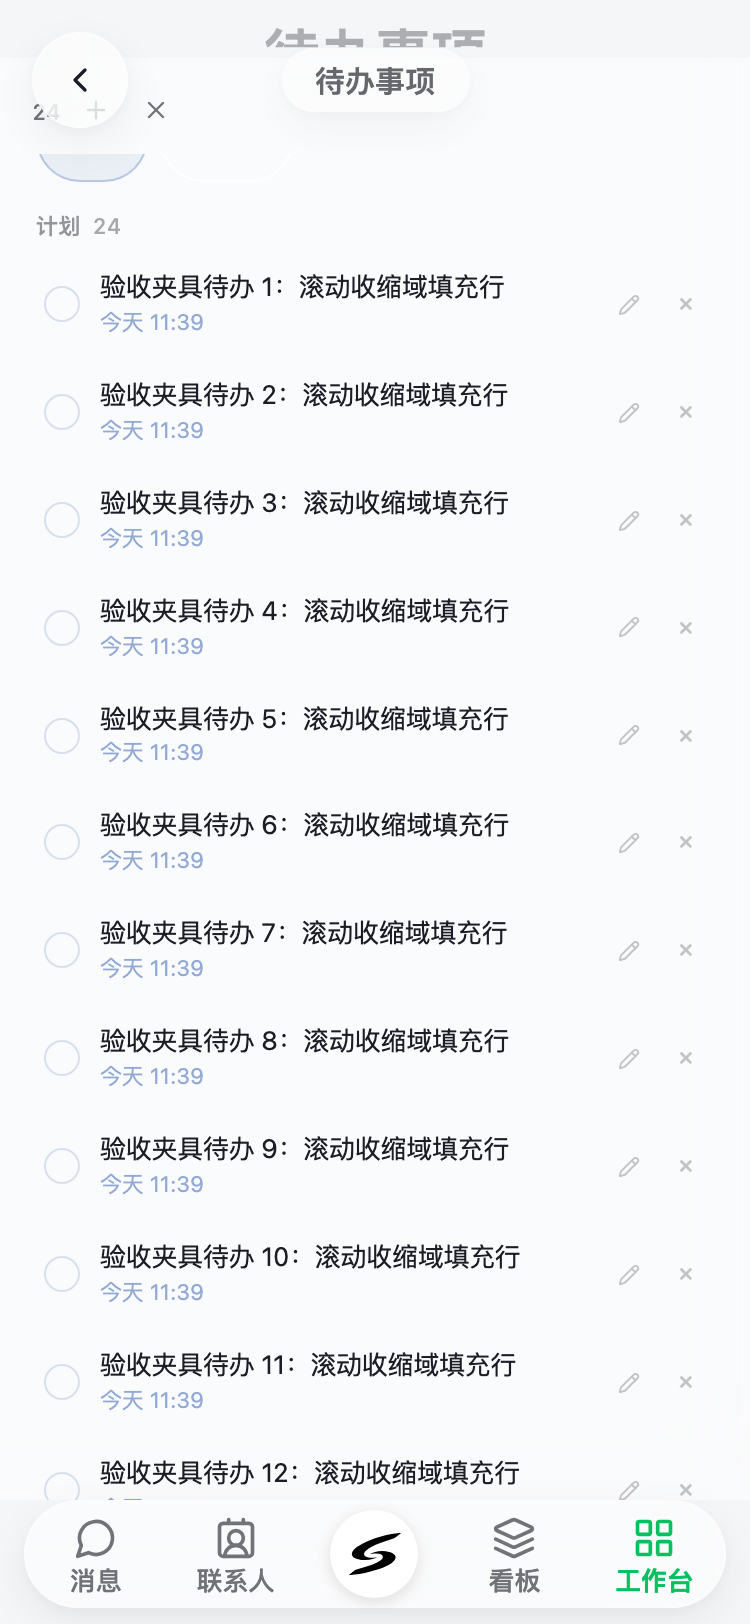 待办事项
待办事项
24
计划 24
验收夹具待办 1：滚动收缩域填充行
今天 11:39
验收夹具待办 2：滚动收缩域填充行
今天 11:39
验收夹具待办 3：滚动收缩域填充行
今天 11:39
验收夹具待办 4：滚动收缩域填充行
今天 11:39
验收夹具待办 5：滚动收缩域填充行
今天 11:39
验收夹具待办 6：滚动收缩域填充行
今天 11:39
验收夹具待办 7：滚动收缩域填充行
今天 11:39
验收夹具待办 8：滚动收缩域填充行
今天 11:39
验收夹具待办 9：滚动收缩域填充行
今天 11:39
验收夹具待办 10：滚动收缩域填充行
今天 11:39
验收夹具待办 11：滚动收缩域填充行
今天 11:39
验收夹具待办 12：滚动收缩域填充行
消息
联系人
看板
工作台